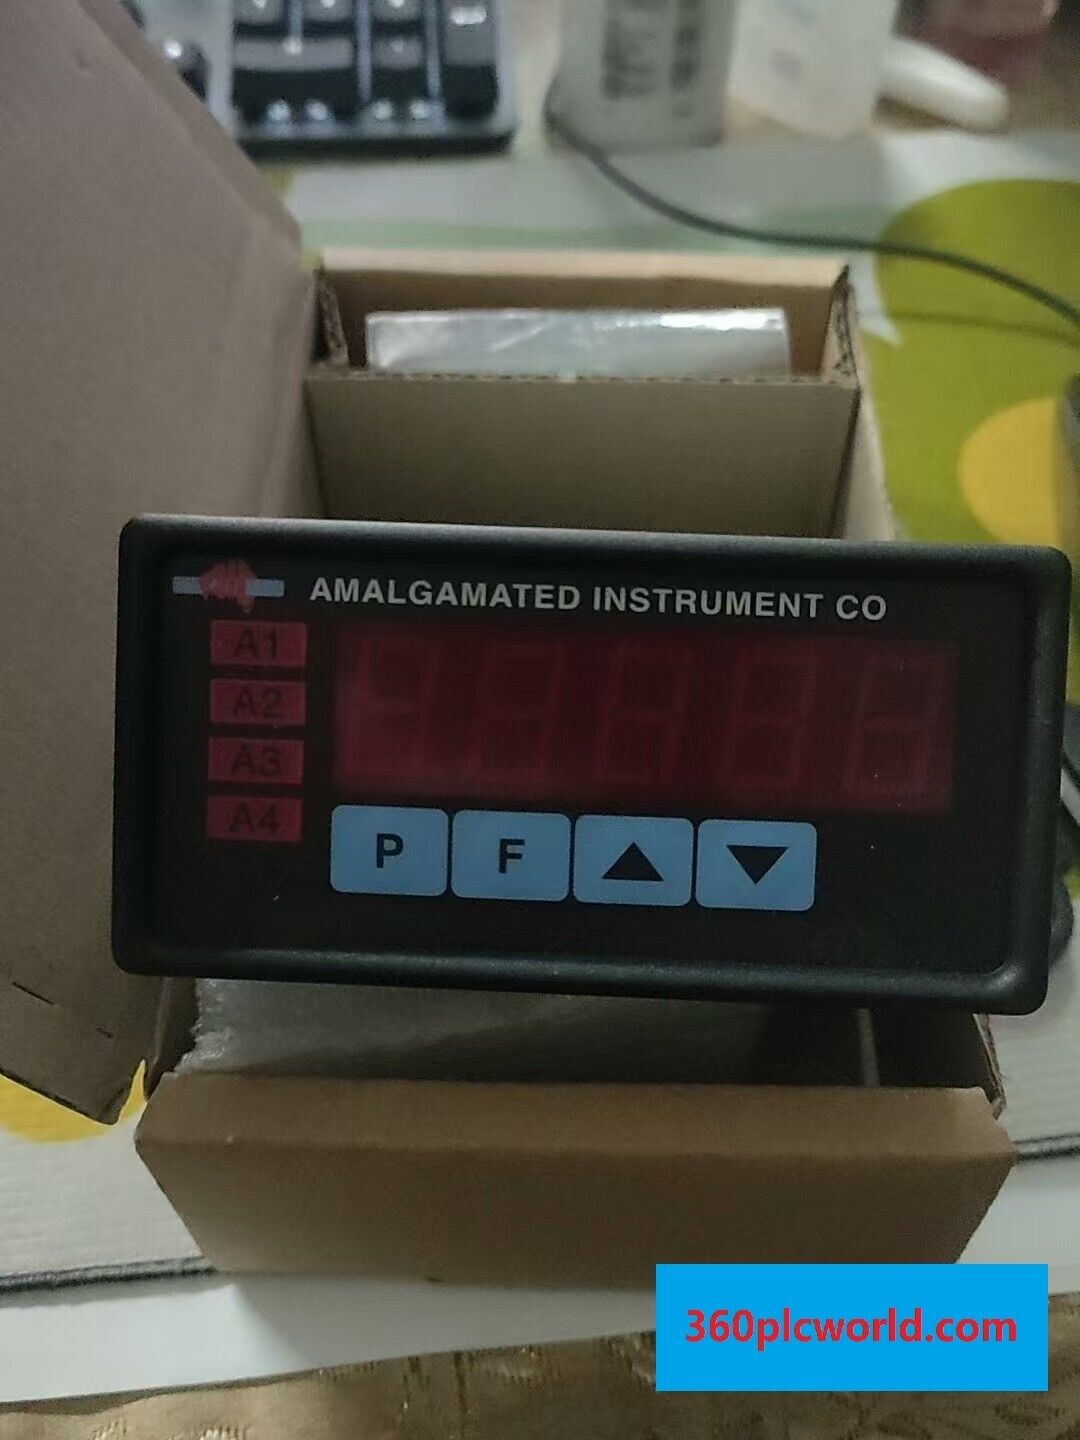 AMALGAMATED INSTRUMENT CO
A1
A2
A3
A4
P F
360plcworld.com